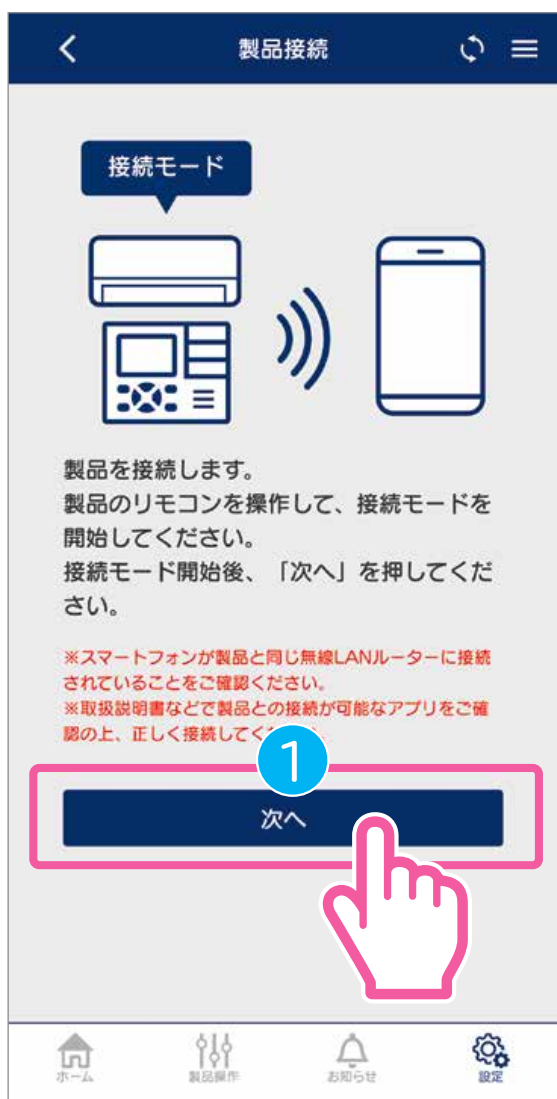 製品接続
接続モード
製品を接続します。
製品のリモコンを操作して、接続モードを
開始してください。
接続モード開始後、「次へ」を押してくだ
さい。
※スマートフォンが製品と同じ無線LANルーターに接続
されていることをご確認ください。
※取扱説明書などで製品との接続が可能なアプリをご確
認の上、正しく接続してく
1
次へ
ホーム
製品操作
お知らせ
設定